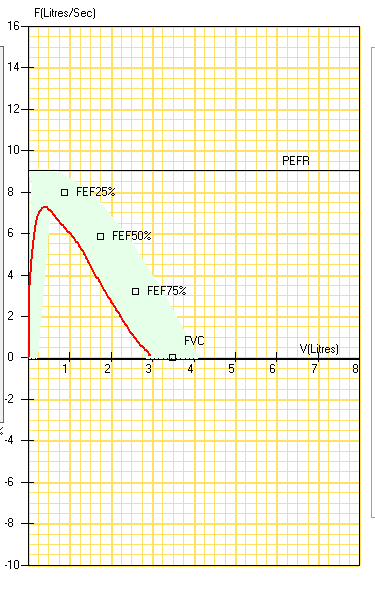 F(Litres/Sec)
16
14
12
10
PEFR
8
FEF25%
6
FEF50%
4
FEF75%
2
FVC
V(Litres)
0
1 2 3 4 5 6 7 8
-2
-4
%
-6
-8
-10